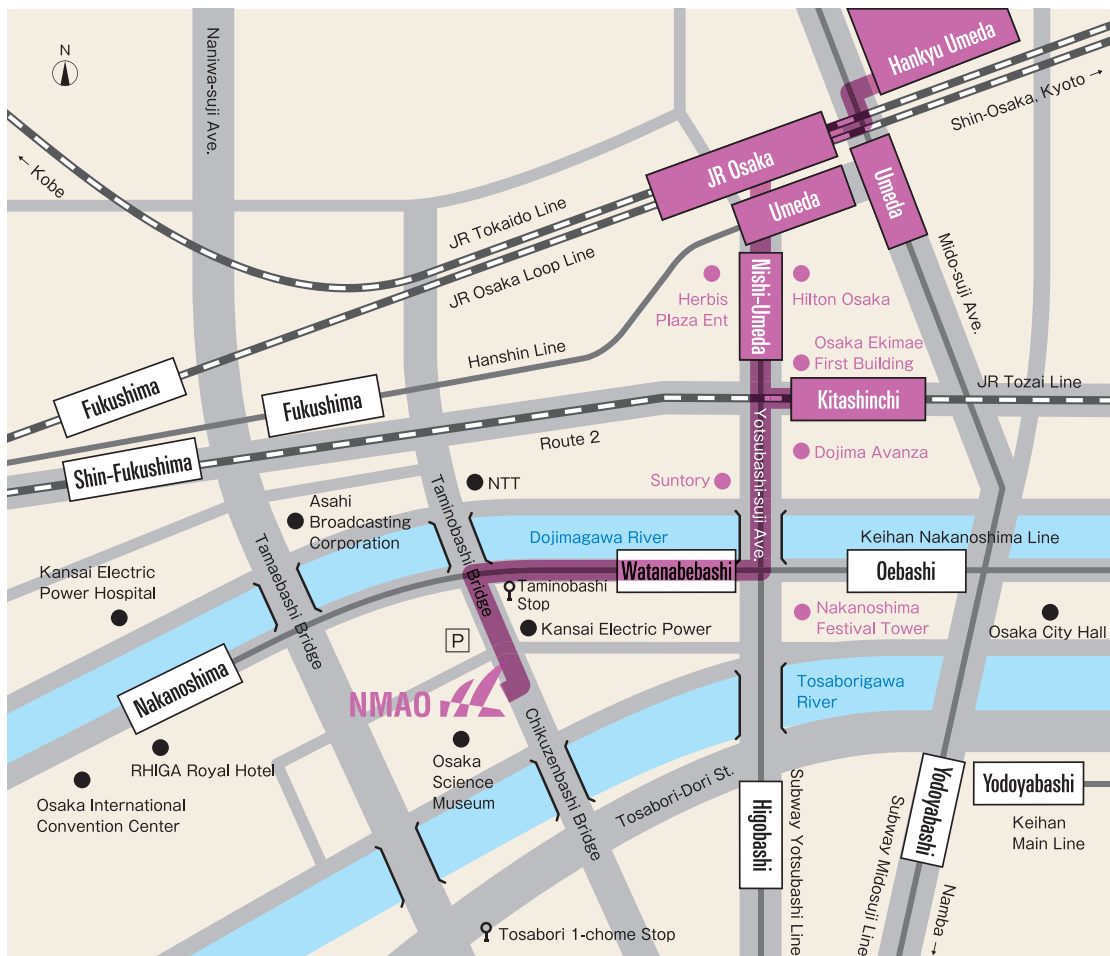 N
Naniwa-suji Ave.
Hankyu Umeda
Shin-Osaka, Kyoto →
← Kobe
JR Osaka
Umeda
Umeda
JR Tokaido Line
JR Osaka Loop Line
Mido-suji Ave.
Nishi-Umeda
Herbis
Plaza Ent
Hilton Osaka
Osaka Ekimae
First Building
Hanshin Line
JR Tozai Line
Fukushima
Fukushima
Kitashinchi
Route 2
Yotsubashi-suji Ave.
Dojima Avanza
Shin-Fukushima
NTT
Suntory
Asahi
Broadcasting
Corporation
Taminobashi Bridge
Dojimagawa River
Keihan Nakanoshima Line
Tamaebashi Bridge
Kansai Electric
Power Hospital
Watanabebashi
Oebashi
Taminobashi
Stop
Nakanoshima
Festival Tower
Kansai Electric Power
Osaka City Hall
P
Nakanoshima
NMAO
Tosaborigawa
River
Chikuzenbashi Bridge
RHIGA Royal Hotel
Osaka
Science
Museum
Osaka International
Convention Center
Tosabori-Dori St.
Higobashi
Subway Yotsubashi Line
Yodoyabashi
Subway Midosuji Line
Yodoyabashi
Keihan
Main Line
Namba →
Tosabori 1-chome Stop